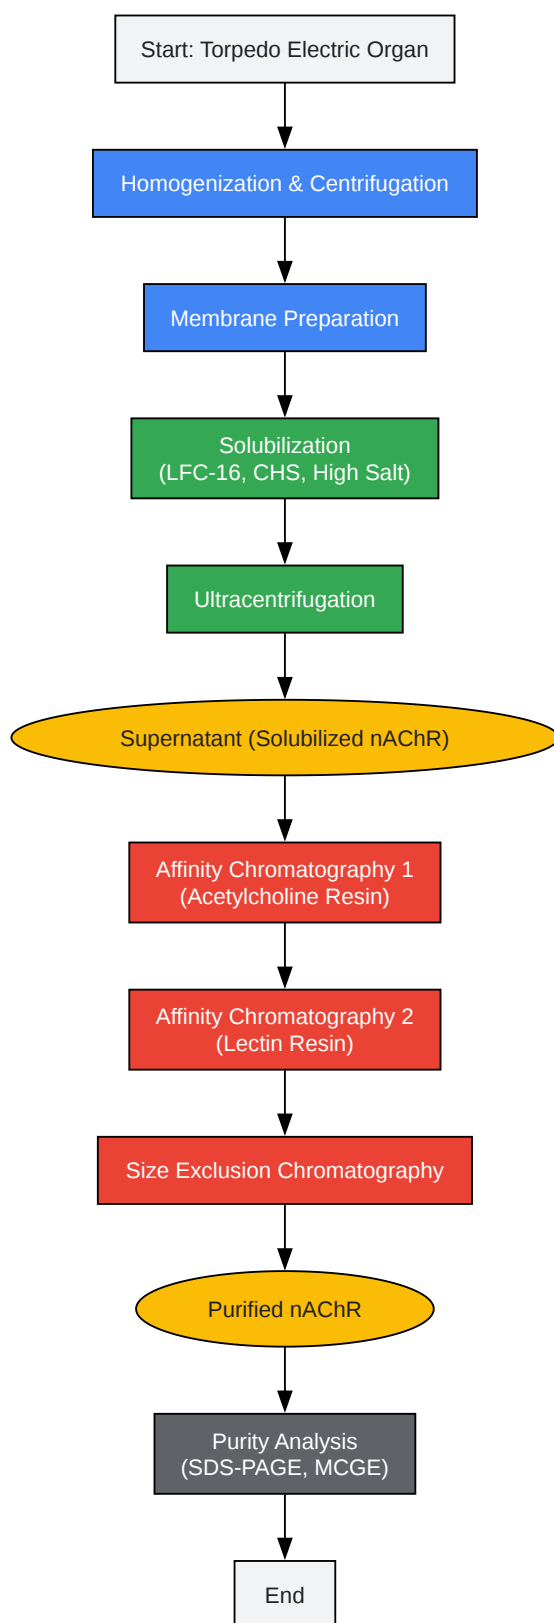 Start: Torpedo Electric Organ
Homogenization & Centrifugation
Membrane Preparation
Solubilization
(LFC-16, CHS, High Salt)
Ultracentrifugation
Supernatant (Solubilized nAChR)
Affinity Chromatography 1
(Acetylcholine Resin)
Affinity Chromatography 2
(Lectin Resin)
Size Exclusion Chromatography
Purified nAChR
Purity Analysis
(SDS-PAGE, MCGE)
End